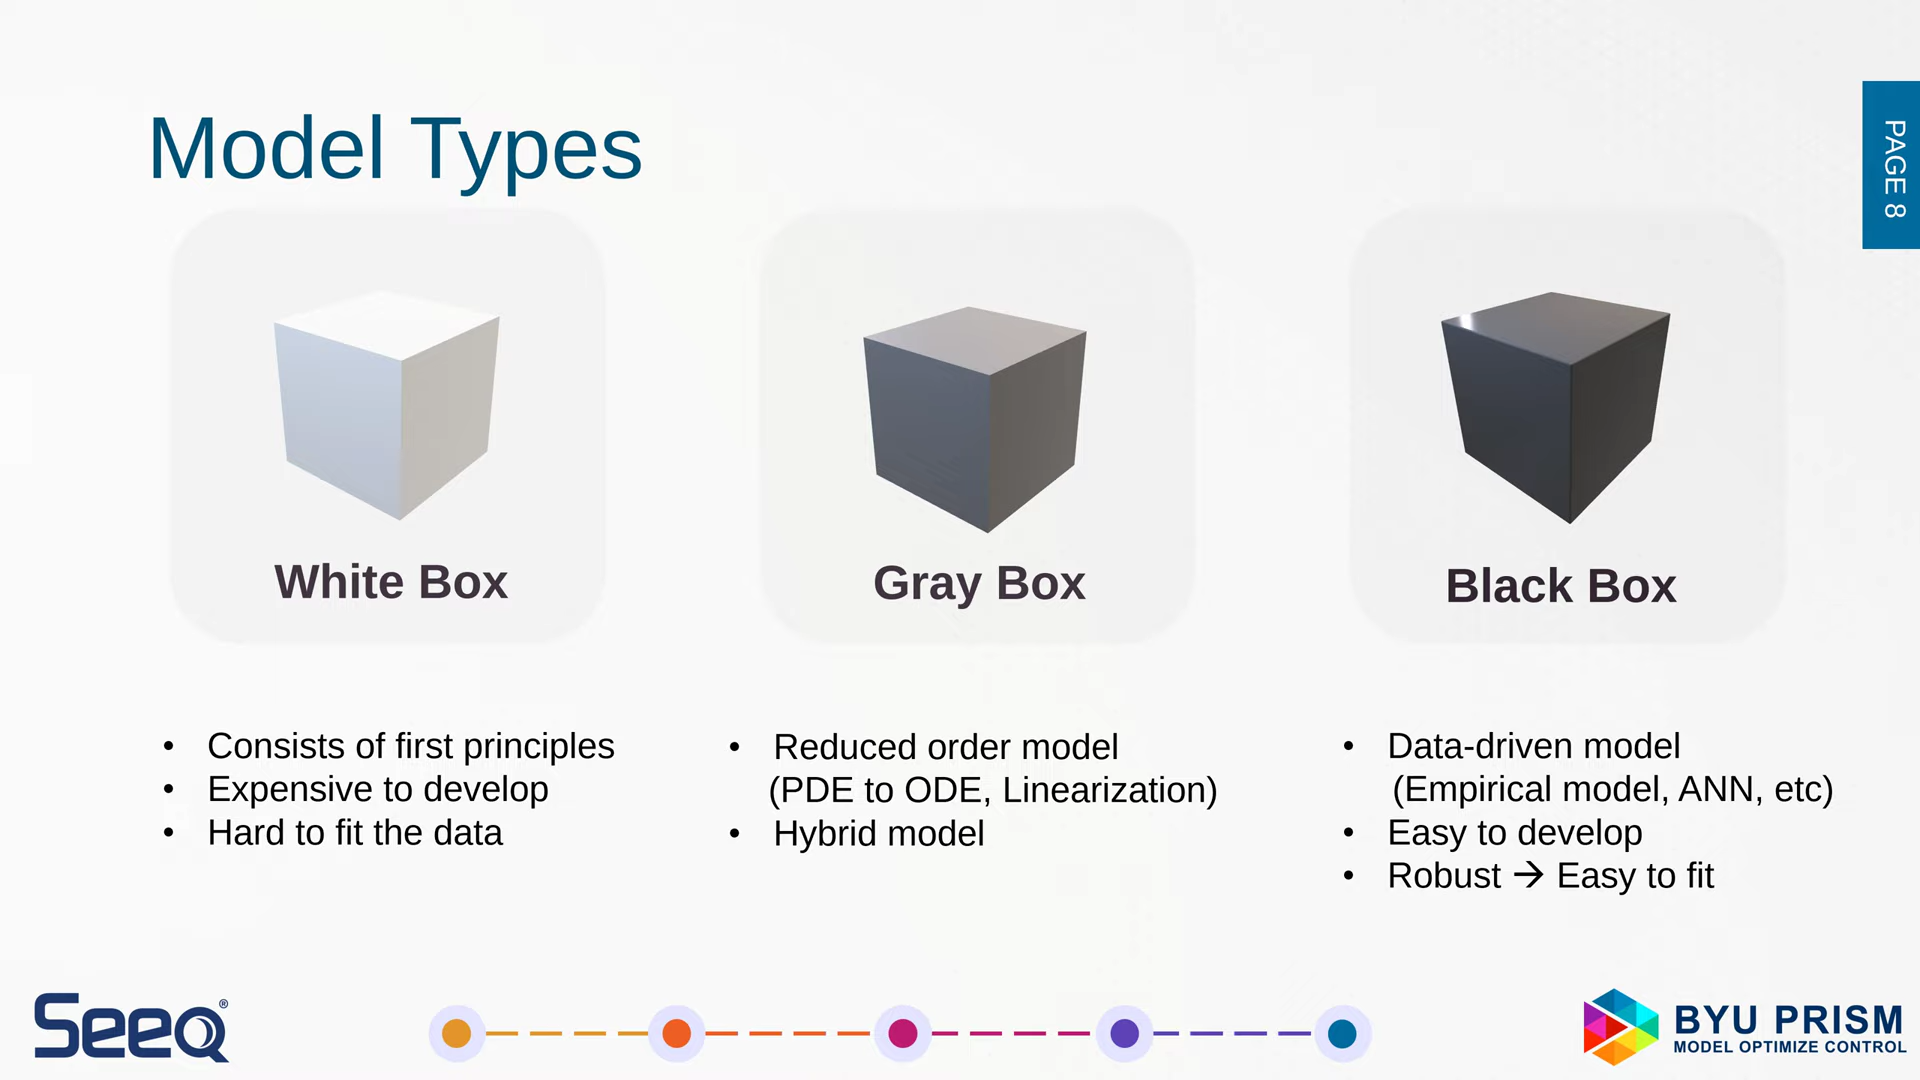 Model Types
PAGE 8
White Box
Gray Box
Black Box
• Consists of first principles
• Expensive to develop
• Hard to fit the data
• Reduced order model
(PDE to ODE, Linearization)
• Hybrid model
• Data-driven model
(Empirical model, ANN, etc)
• Easy to develop
• Robust → Easy to fit
Seeq®
BYU PRISM
MODEL OPTIMIZE CONTROL